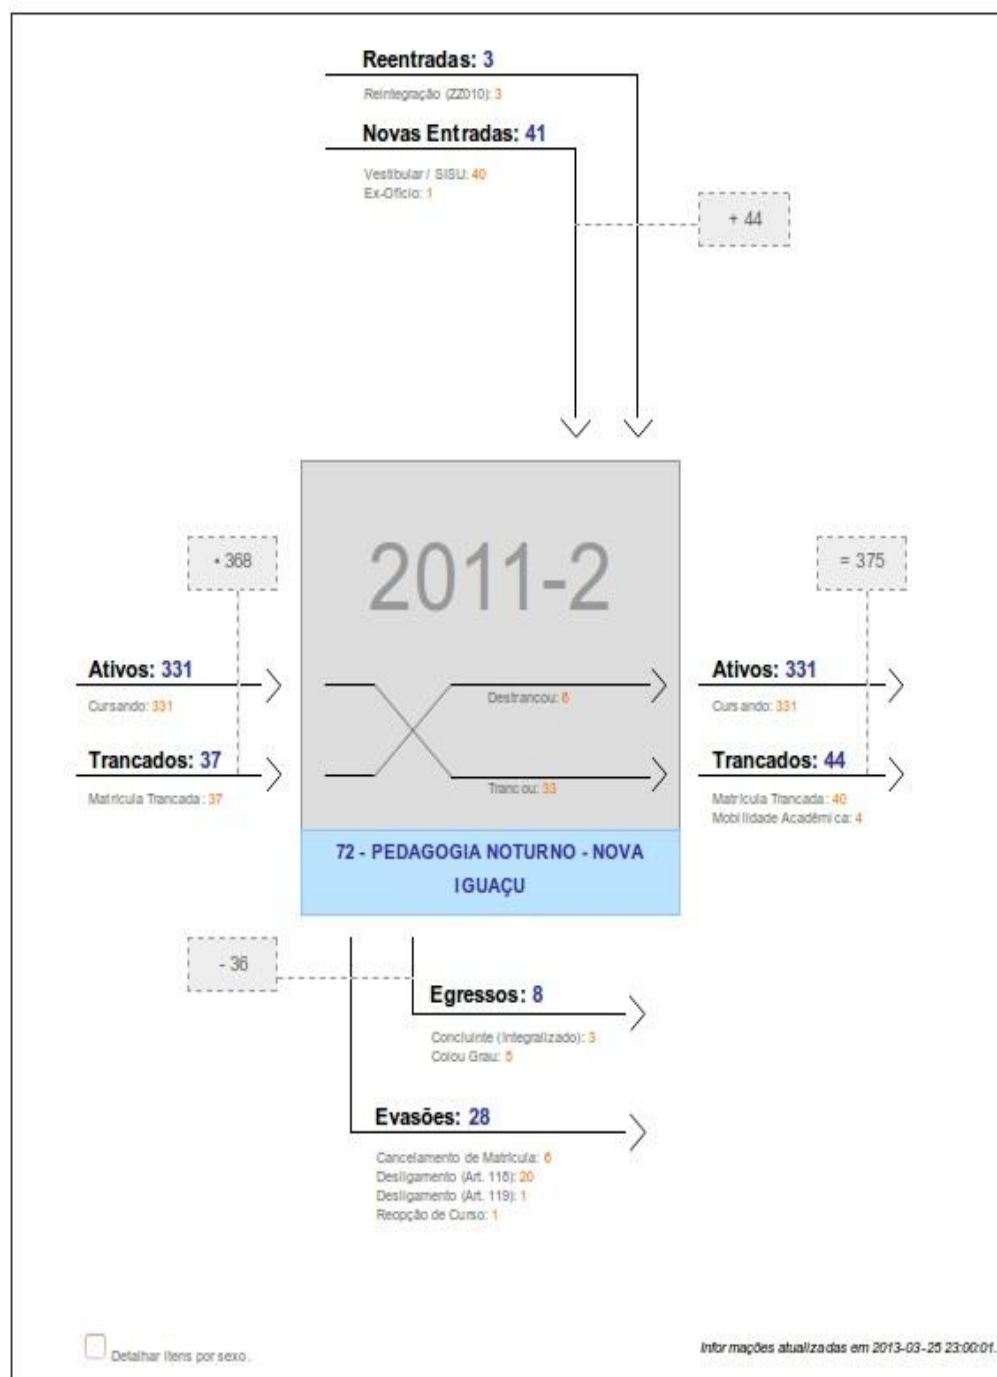 Reentradas: 3
Reintegração (ZZ010): 3
Novas Entradas: 41
Vestibular / SISU: 40
Ex-Ofício: 1
+ 44
• 368
= 375
2011-2
Ativos: 331
Cursando: 331
Destrancou: 6
Ativos: 331
Cursando: 331
Trancados: 37
Matrícula Trancada: 37
Trancou: 33
Trancados: 44
Matrícula Trancada: 40
Mobilidade Acadêmica: 4
72 - PEDAGOGIA NOTURNO - NOVA
IGUAÇU
- 36
Egressos: 8
Concluinte (Integralizado): 3
Colou Grau: 5
Evasões: 28
Cancelamento de Matrícula: 6
Desligamento (Art. 118): 20
Desligamento (Art. 119): 1
Reopção de Curso: 1
Detalhar itens por sexo.
Informações atualizadas em 2013-03-25 23:00:01.